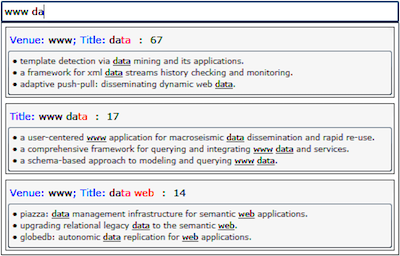 www da
Venue: www; Title: data : 67
• template detection via data mining and its applications.
• a framework for xml data streams history checking and monitoring.
• adaptive push-pull: disseminating dynamic web data.
Title: www data : 17
• a user-centered www application for macroseismic data dissemination and rapid re-use.
• a comprehensive framework for querying and integrating www data and services.
• a schema-based approach to modeling and querying www data.
Venue: www; Title: data web : 14
• piazza: data management infrastructure for semantic web applications.
• upgrading relational legacy data to the semantic web.
• globedb: autonomic data replication for web applications.